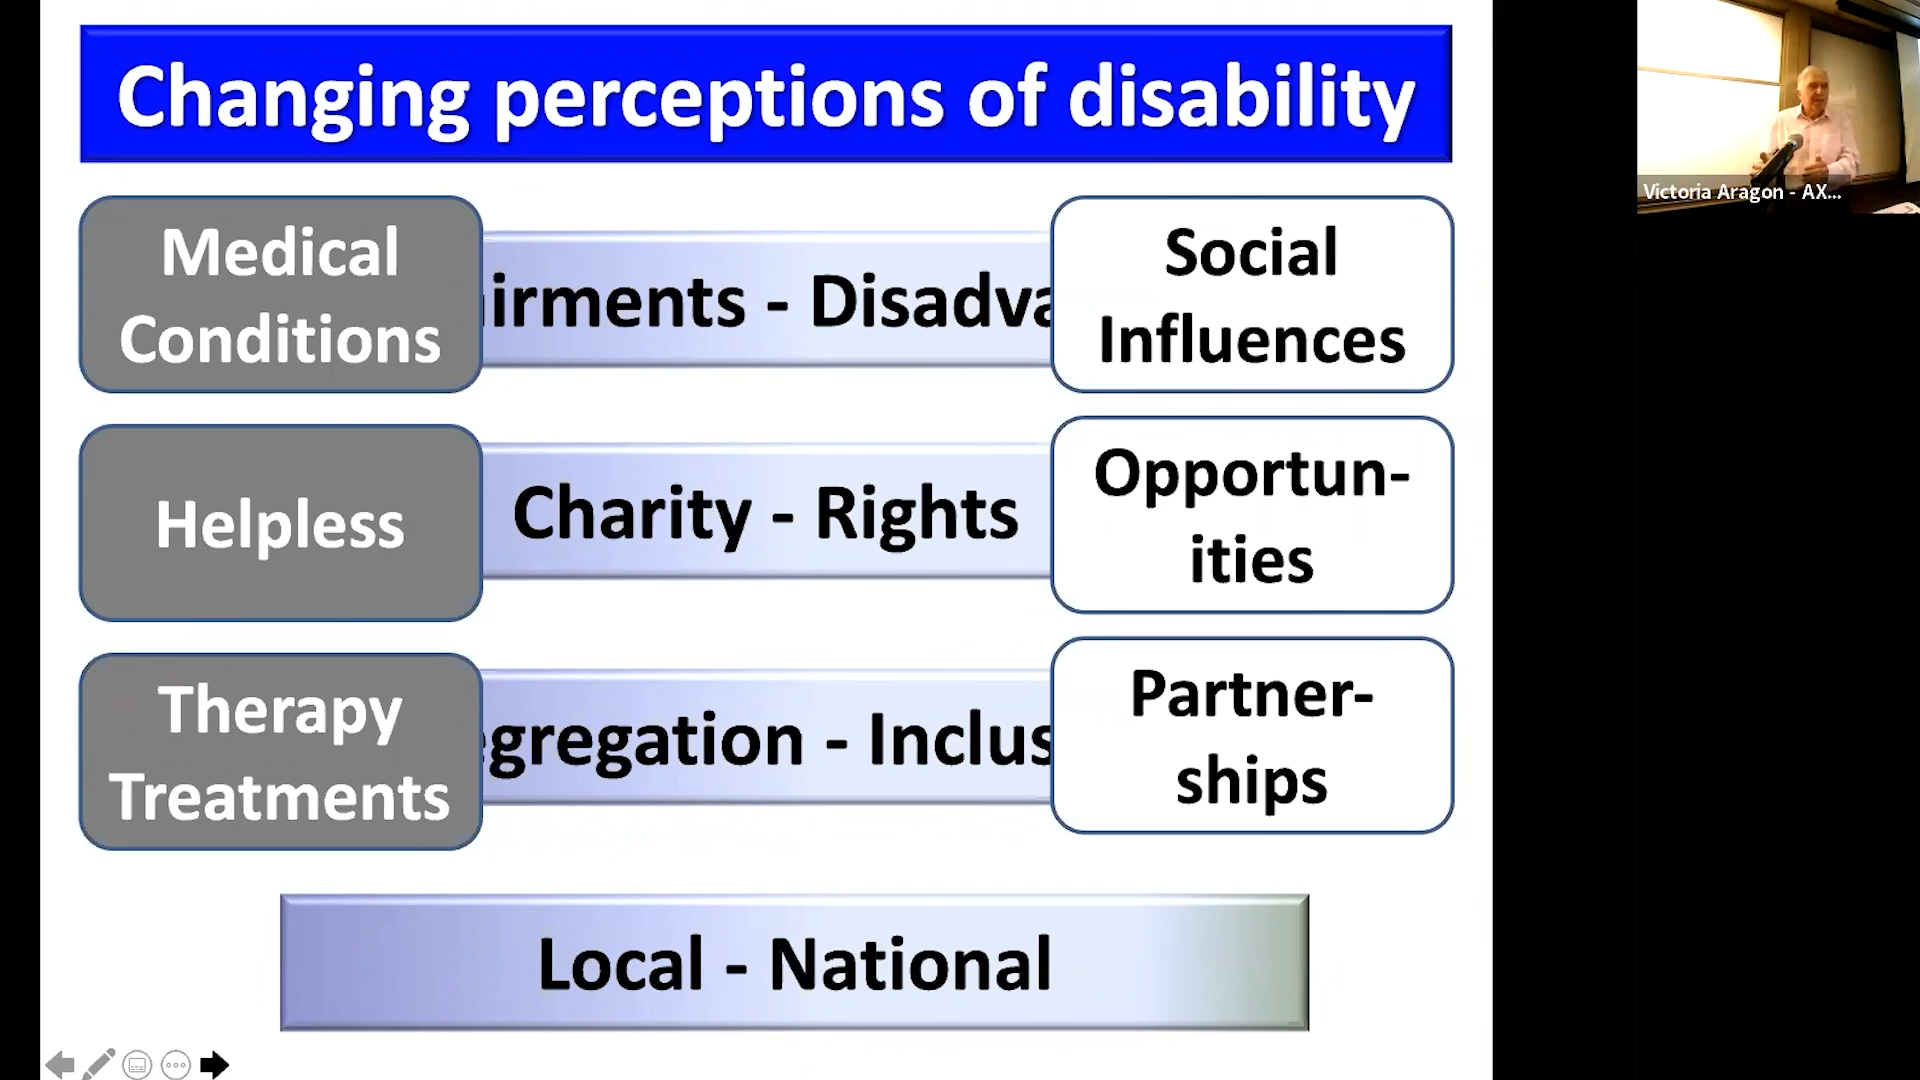 Changing perceptions of disability
Medical
Conditions
irments - Disadva
Social
Influences
Helpless
Charity - Rights
Opportun-
ities
Therapy
Treatments
egregation - Inclus
Partner-
ships
Local - National
Victoria Aragon - AX...